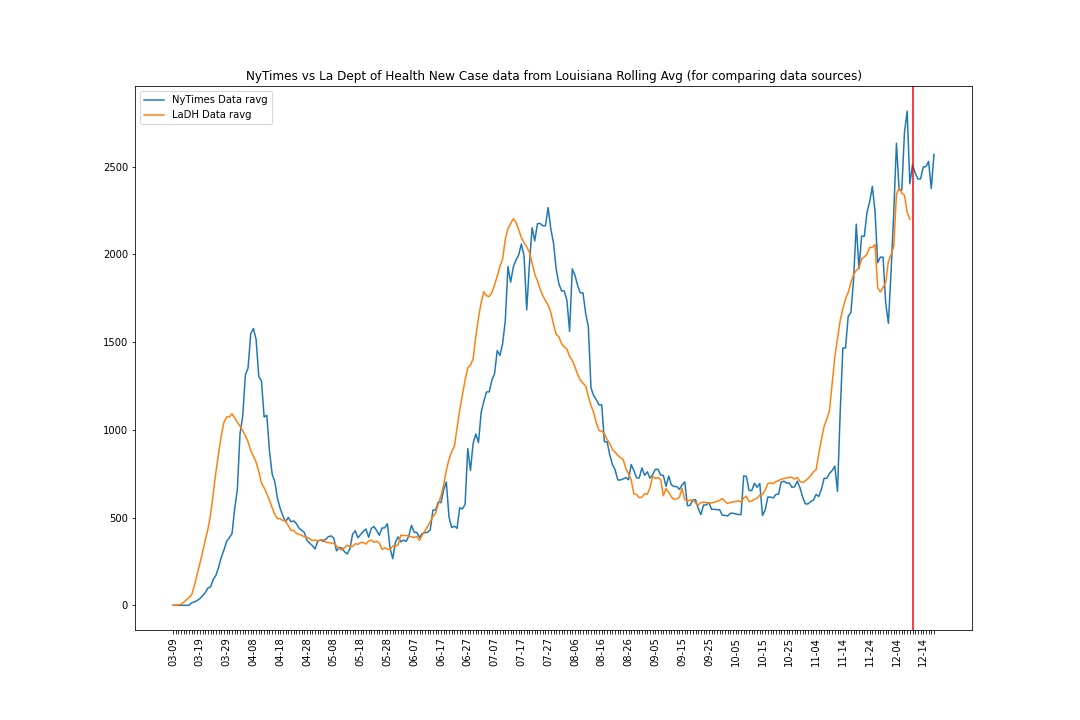 NyTimes vs La Dept of Health New Case data from Louisiana Rolling Avg (for comparing data sources)
NyTimes Data ravg
LaDH Data ravg
2500
2000
1500
1000
500
0
03-09 03-19 03-29 04-08 04-18 04-28 05-08 05-18 05-28 06-07 06-17 06-27 07-07 07-17 07-27 08-06 08-16 08-26 09-05 09-15 09-25 10-05 10-15 10-25 11-04 11-14 11-24 12-04 12-14